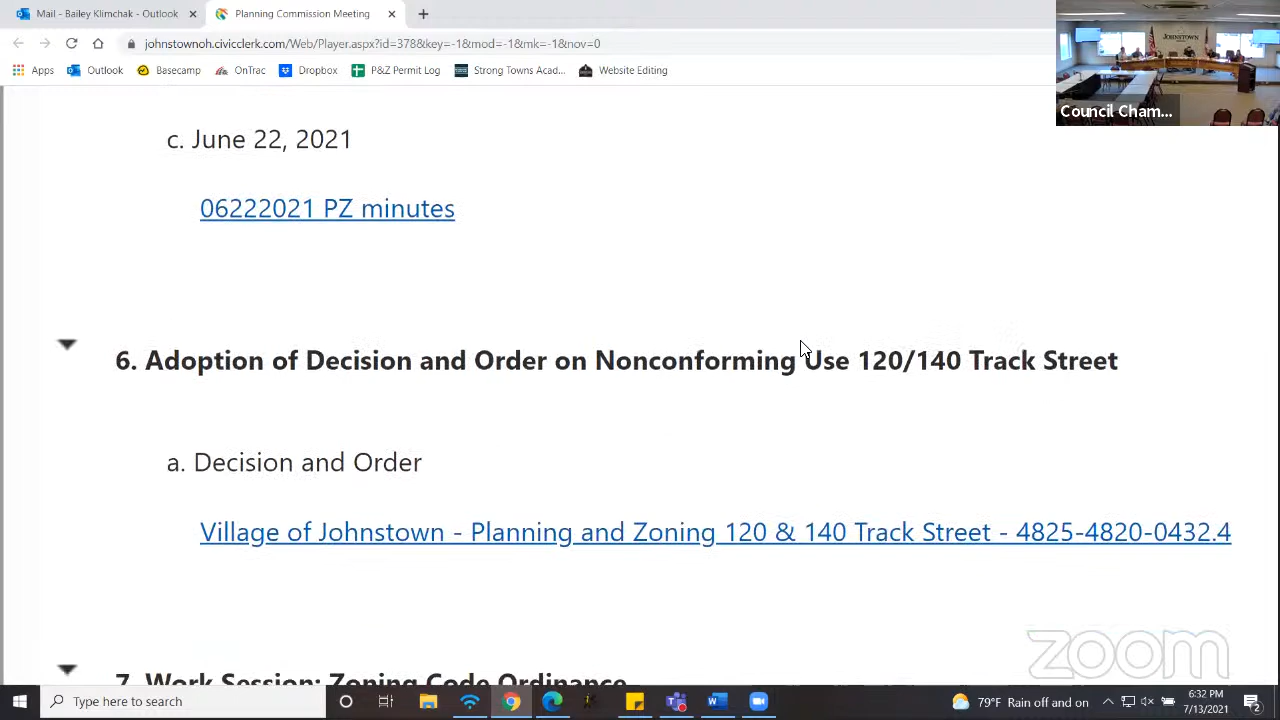 Mail - Bailey Klimchak - Outlook
Planning Commission Meeting
johnstownoh.civicclerk.com/Web/Player.aspx?id=378&key=-1&mod=-1&mk=-1&nov=0
Apps
Outlook
Basecamp
OnTrac
Dropbox
P&Z Permit Log
Strong Towns Acad...
Website Editing
JOHNSTOWN
Council Cham...
c. June 22, 2021
06222021 PZ minutes
6. Adoption of Decision and Order on Nonconforming Use 120/140 Track Street
a. Decision and Order
Village of Johnstown - Planning and Zoning 120 & 140 Track Street - 4825-4820-0432.4
7. Work Session: Zoning Code Ordinance
zoom
Type here to search
79°F Rain off and on
6:32 PM
7/13/2021
2